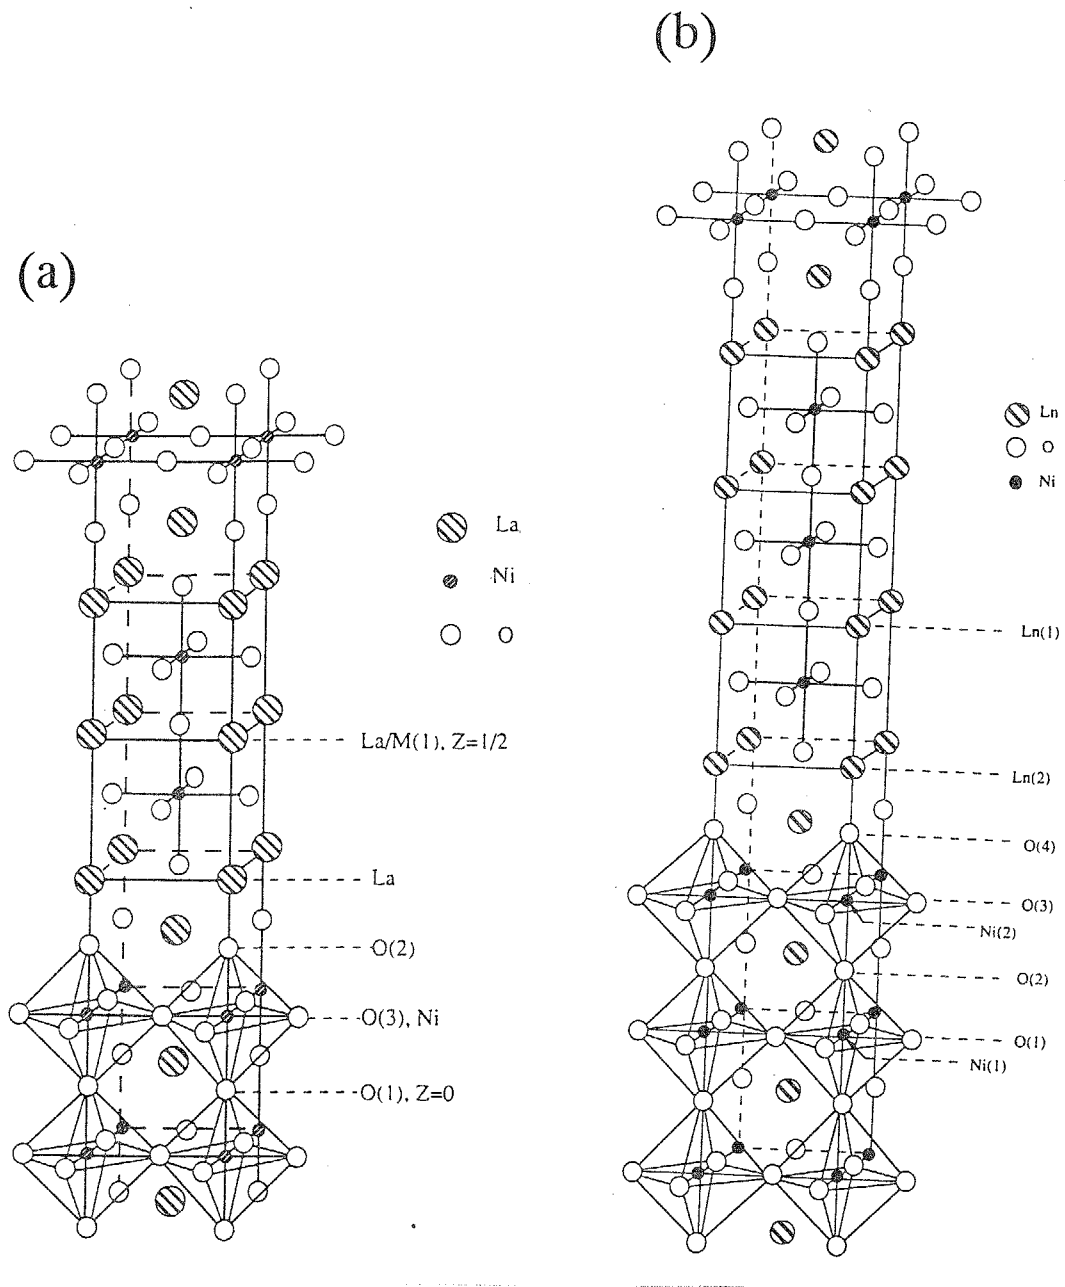 (a)
La
Ni
O
La/M(1), Z=1/2
La
O(2)
O(3), Ni
O(1), Z=0
(b)
Ln
O
Ni
Ln(1)
Ln(2)
O(4)
O(3)
Ni(2)
O(2)
O(1)
Ni(1)